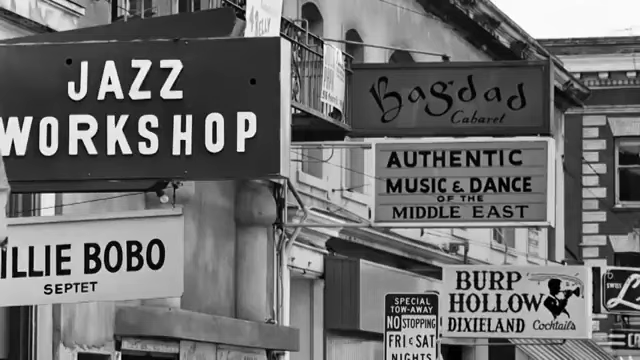 JAZZ
WORKSHOP
ILLIE BOBO
SEPTET
Bagdad
Cabaret
AUTHENTIC
MUSIC & DANCE
OF THE
MIDDLE EAST
BURP
HOLLOW
DIXIELAND
Cocktails
SPECIAL
TOW-AWAY
NO STOPPING
FRI & SAT
NIGHTS